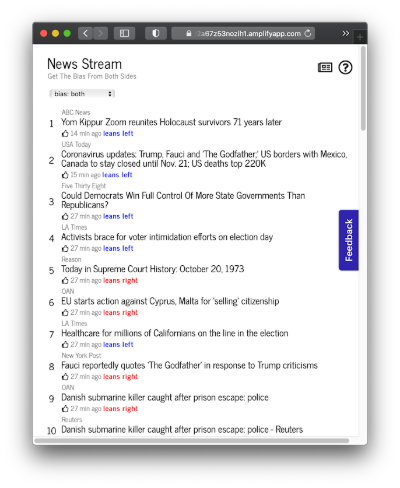 a67z53nozih1.amplifyapp.com
News Stream
Get The Bias From Both Sides
bias: both
ABC News
1 Yom Kippur Zoom reunites Holocaust survivors 71 years later
14 min ago leans left
USA Today
2 Coronavirus updates: Trump, Fauci and 'The Godfather;' US borders with Mexico,
Canada to stay closed until Nov. 21; US deaths top 220K
15 min ago leans left
Five Thirty Eight
3 Could Democrats Win Full Control Of More State Governments Than
Republicans?
27 min ago leans left
LA Times
4 Activists brace for voter intimidation efforts on election day
27 min ago leans left
Feedback
Reason
5 Today in Supreme Court History: October 20, 1973
27 min ago leans right
OAN
6 EU starts action against Cyprus, Malta for 'selling' citizenship
27 min ago leans right
LA Times
7 Healthcare for millions of Californians on the line in the election
27 min ago leans left
New York Post
8 Fauci reportedly quotes 'The Godfather' in response to Trump criticisms
27 min ago leans right
OAN
9 Danish submarine killer caught after prison escape: police
27 min ago leans right
Reuters
10 Danish submarine killer caught after prison escape: police - Reuters